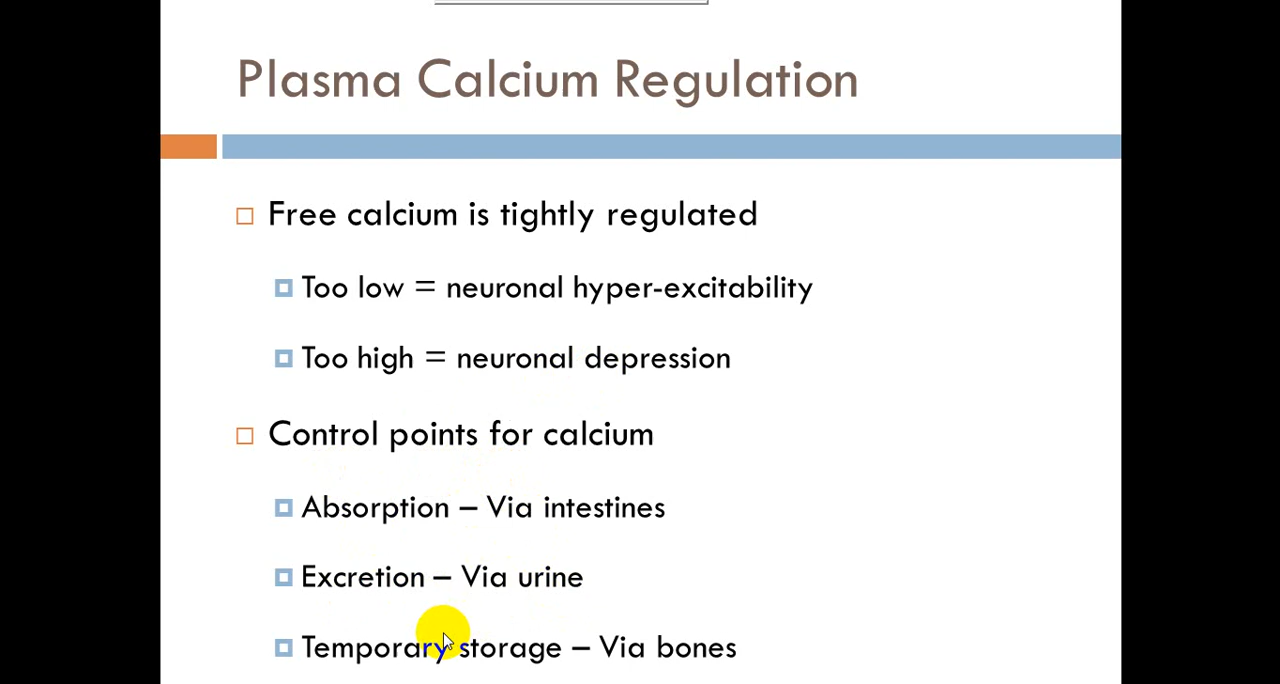 Plasma Calcium Regulation
Free calcium is tightly regulated
Too low = neuronal hyper-excitability
Too high = neuronal depression
Control points for calcium
Absorption – Via intestines
Excretion – Via urine
Temporary storage – Via bones